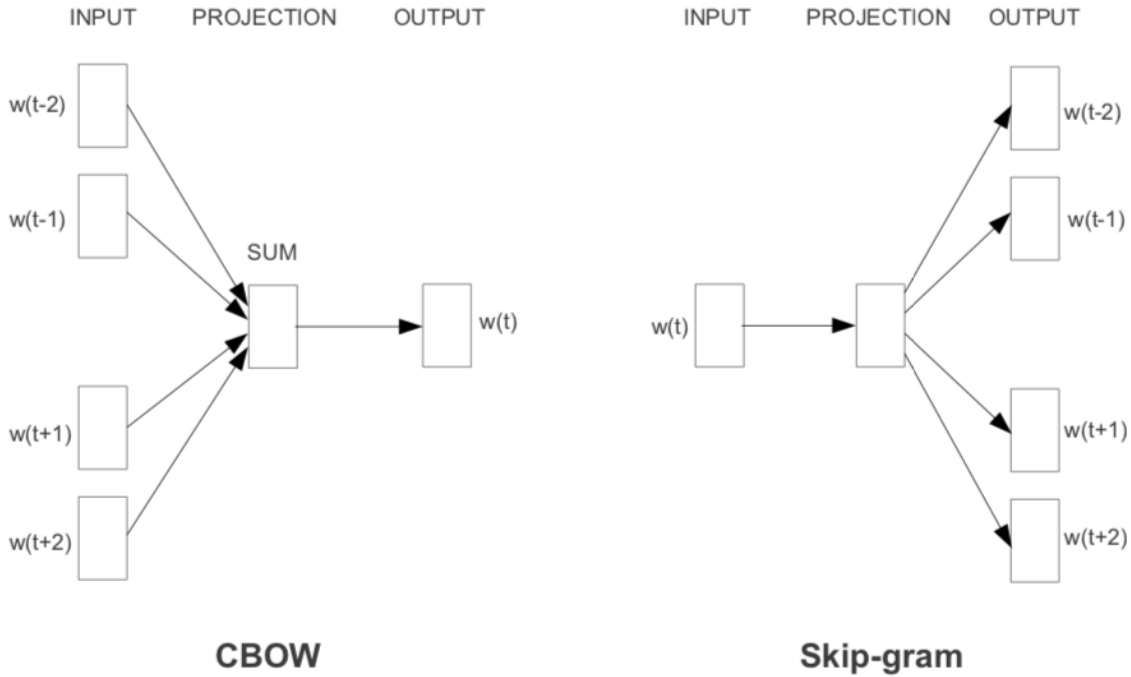 INPUT PROJECTION OUTPUT
w(t-2)
w(t-1)
SUM
w(t)
w(t+1)
w(t+2)
CBOW
INPUT PROJECTION OUTPUT
w(t-2)
w(t-1)
w(t)
w(t+1)
w(t+2)
Skip-gram